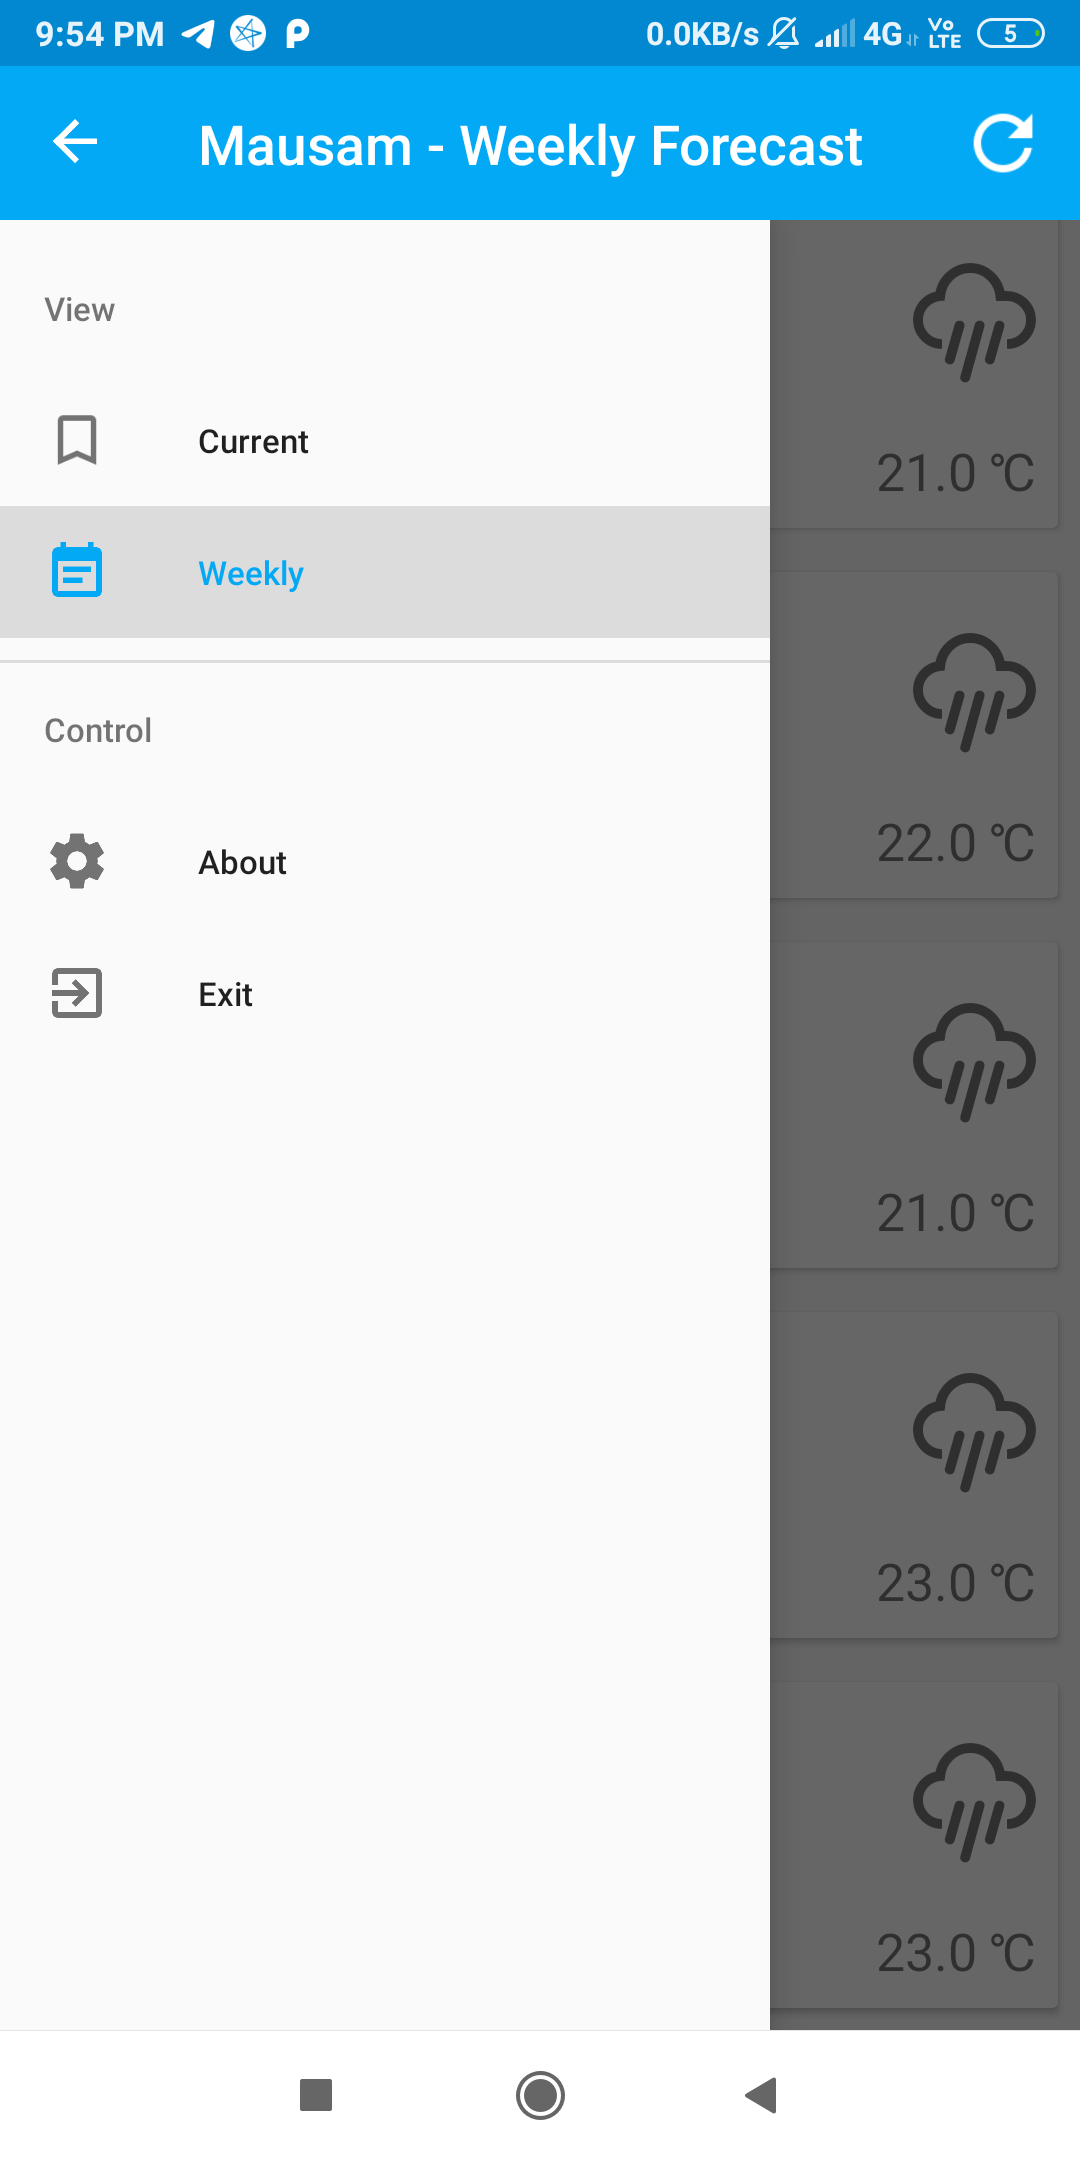 9:54 PM 0.0KB/s 4G Vo LTE 5
Mausam - Weekly Forecast
View
Current
Weekly
Control
About
Exit
21.0 °C
22.0 °C
21.0 °C
23.0 °C
23.0 °C